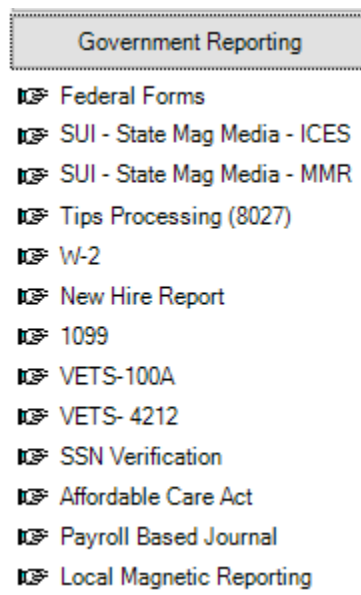 Government Reporting
Federal Forms
SUI - State Mag Media - ICES
SUI - State Mag Media - MMR
Tips Processing (8027)
W-2
New Hire Report
1099
VETS-100A
VETS- 4212
SSN Verification
Affordable Care Act
Payroll Based Journal
Local Magnetic Reporting